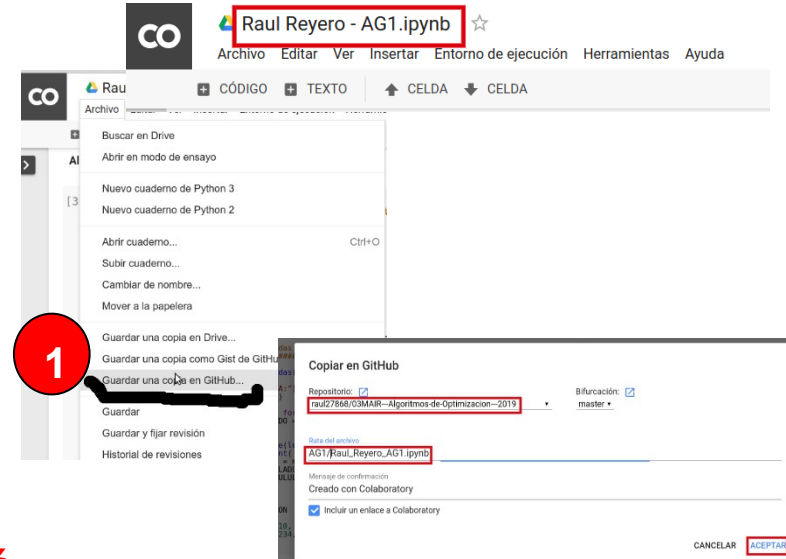 CO
Raul Reyero - AG1.ipynb
Archivo Editar Ver Insertar Entorno de ejecución Herramientas Ayuda
CÓDIGO TEXTO CELDA CELDA
CO
Rau
Archivo
Buscar en Drive
Abrir en modo de ensayo
Nuevo cuaderno de Python 3
Nuevo cuaderno de Python 2
Abrir cuaderno... Ctrl+O
Subir cuaderno...
Cambiar de nombre...
Mover a la papelera
Guardar una copia en Drive...
Guardar una copia como Gist de GitHu
1
Guardar una copia en GitHub...
Guardar
Guardar y fijar revisión
Historial de revisiones
Copiar en GitHub
Repositorio: Bifurcación:
raul27868/03MAIR---Algoritmos-de-Optimizacion---2019 master
Ruta del archivo
AG1/Raul_Reyero_AG1.ipynb
Mensaje de confirmación
Creado con Colaboratory
Incluir un enlace a Colaboratory
CANCELAR ACEPTAR